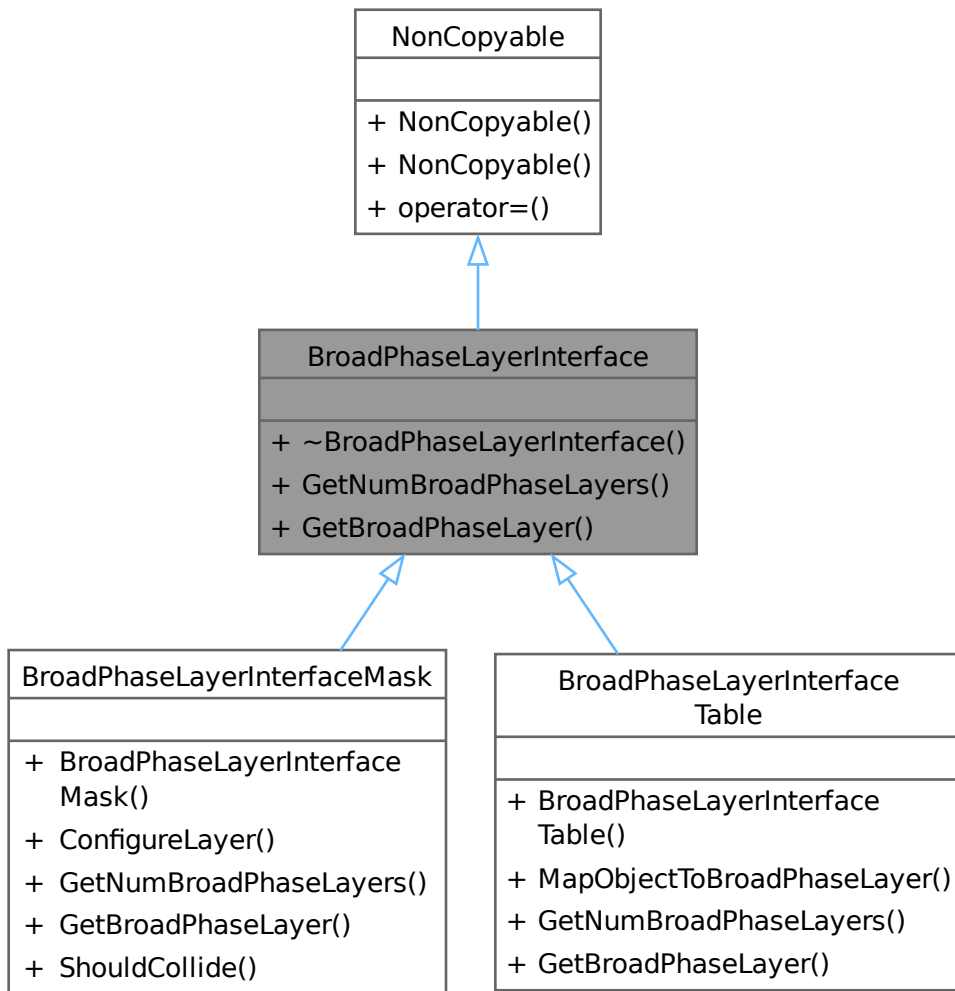 NonCopyable
+ NonCopyable()
+ NonCopyable()
+ operator=()
BroadPhaseLayerInterface
+ ~BroadPhaseLayerInterface()
+ GetNumBroadPhaseLayers()
+ GetBroadPhaseLayer()
BroadPhaseLayerInterfaceMask
+ BroadPhaseLayerInterface
Mask()
+ ConfigureLayer()
+ GetNumBroadPhaseLayers()
+ GetBroadPhaseLayer()
+ ShouldCollide()
BroadPhaseLayerInterface
Table
+ BroadPhaseLayerInterface
Table()
+ MapObjectToBroadPhaseLayer()
+ GetNumBroadPhaseLayers()
+ GetBroadPhaseLayer()